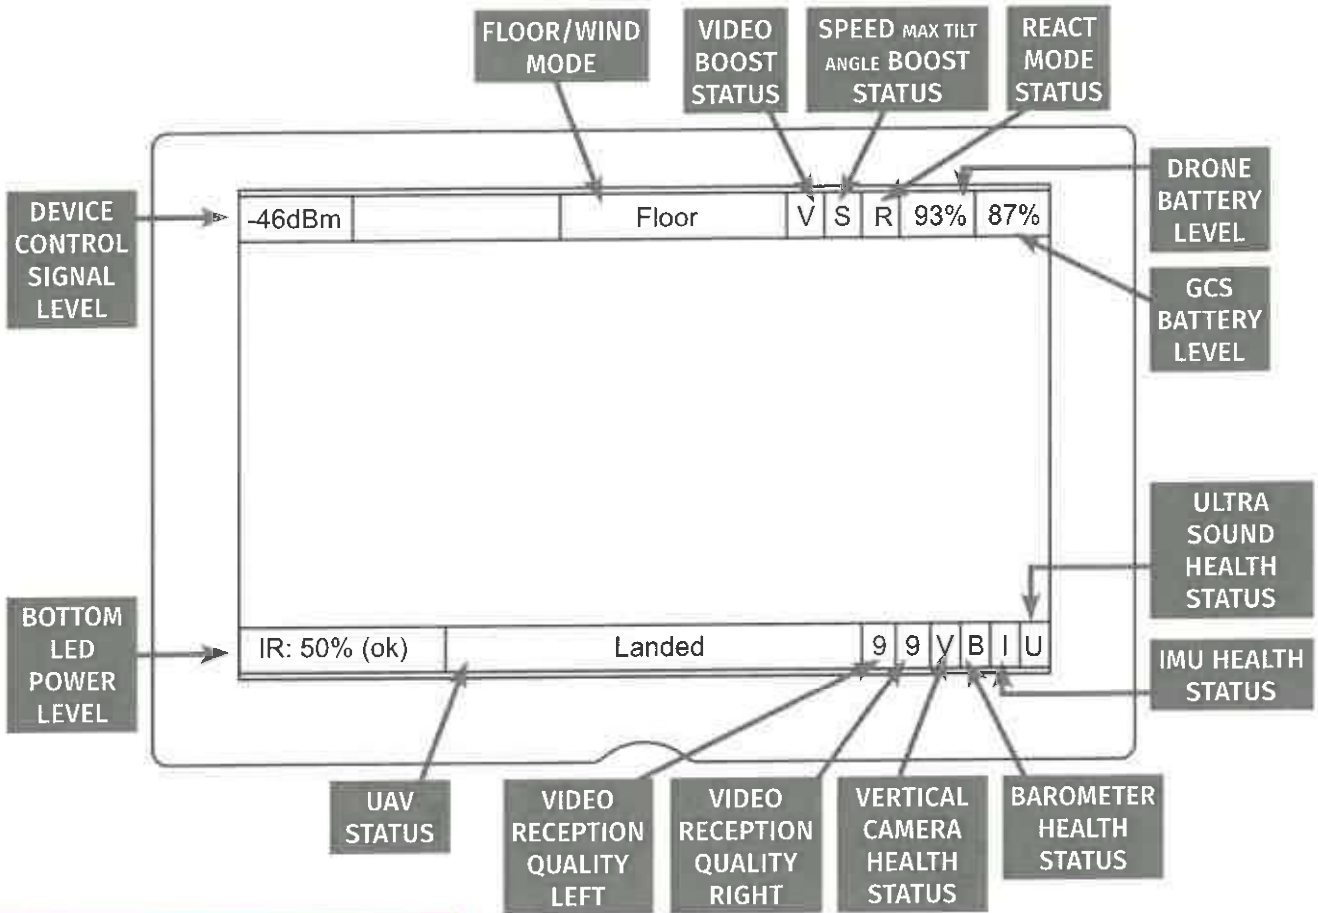 FLOOR/WIND
MODE
VIDEO
BOOST
STATUS
SPEED MAX TILT
ANGLE BOOST
STATUS
REACT
MODE
STATUS
DEVICE
CONTROL
SIGNAL
LEVEL
-46dBm
Floor
V
S
R
93%
87%
DRONE
BATTERY
LEVEL
GCS
BATTERY
LEVEL
ULTRA
SOUND
HEALTH
STATUS
BOTTOM
LED
POWER
LEVEL
IR: 50% (ok)
Landed
9
9
V
B
I
U
IMU HEALTH
STATUS
UAV
STATUS
VIDEO
RECEPTION
QUALITY
LEFT
VIDEO
RECEPTION
QUALITY
RIGHT
VERTICAL
CAMERA
HEALTH
STATUS
BAROMETER
HEALTH
STATUS